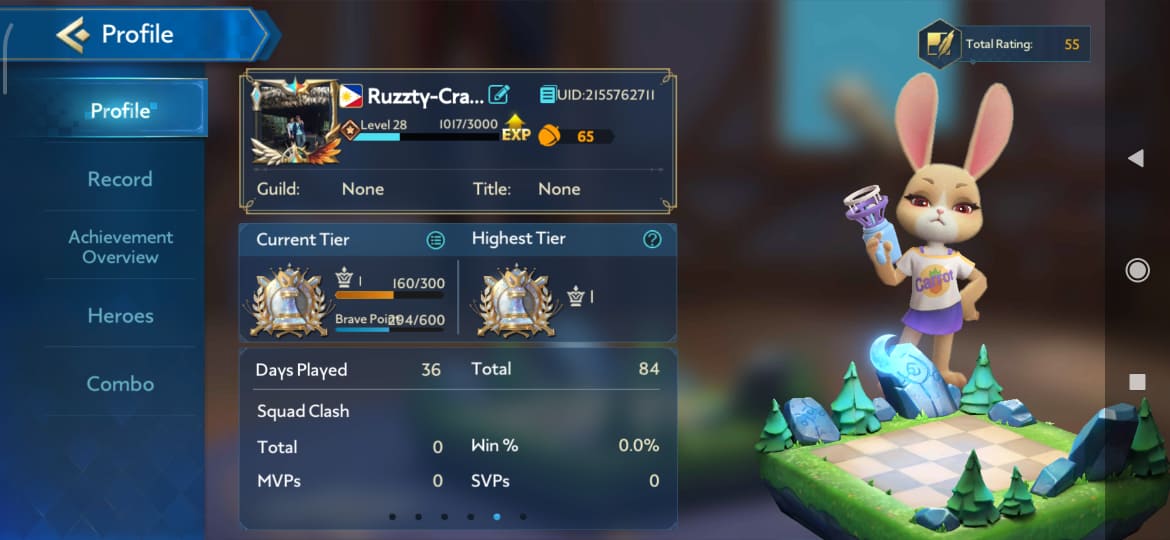 Profile
Total Rating: 55
Profile
Record
Achievement
Overview
Heroes
Combo
Ruzzty-Cra...
UID:2155762711
Level 28 1017/3000 EXP 65
Guild: None Title: None
Current Tier Highest Tier
I 160/300 I
Brave Point 294/600
Days Played 36 Total 84
Squad Clash
Total 0 Win % 0.0%
MVPs 0 SVPs 0
Carrot